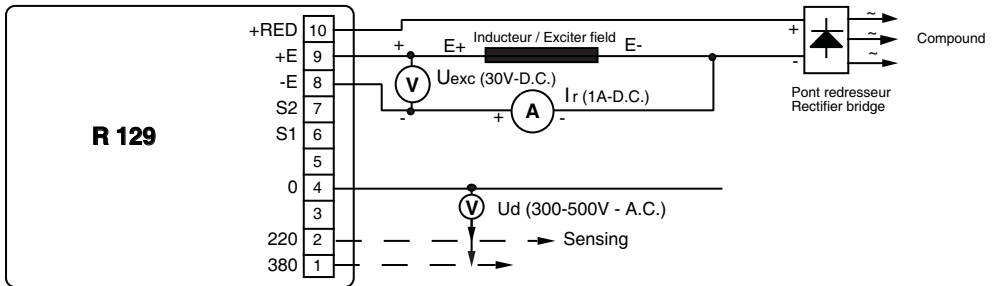 +RED 10 + ~
+E 9 + E+ Inducteur / Exciter field E- ~ Compound
-E 8 V Uexc (30V-D.C.) - ~
S2 7 - + A - Ir (1A-D.C.) Pont redresseur
Rectifier bridge
R 129
S1 6
5
0 4
3 V Ud (300-500V - A.C.)
220 2 Sensing
380 1